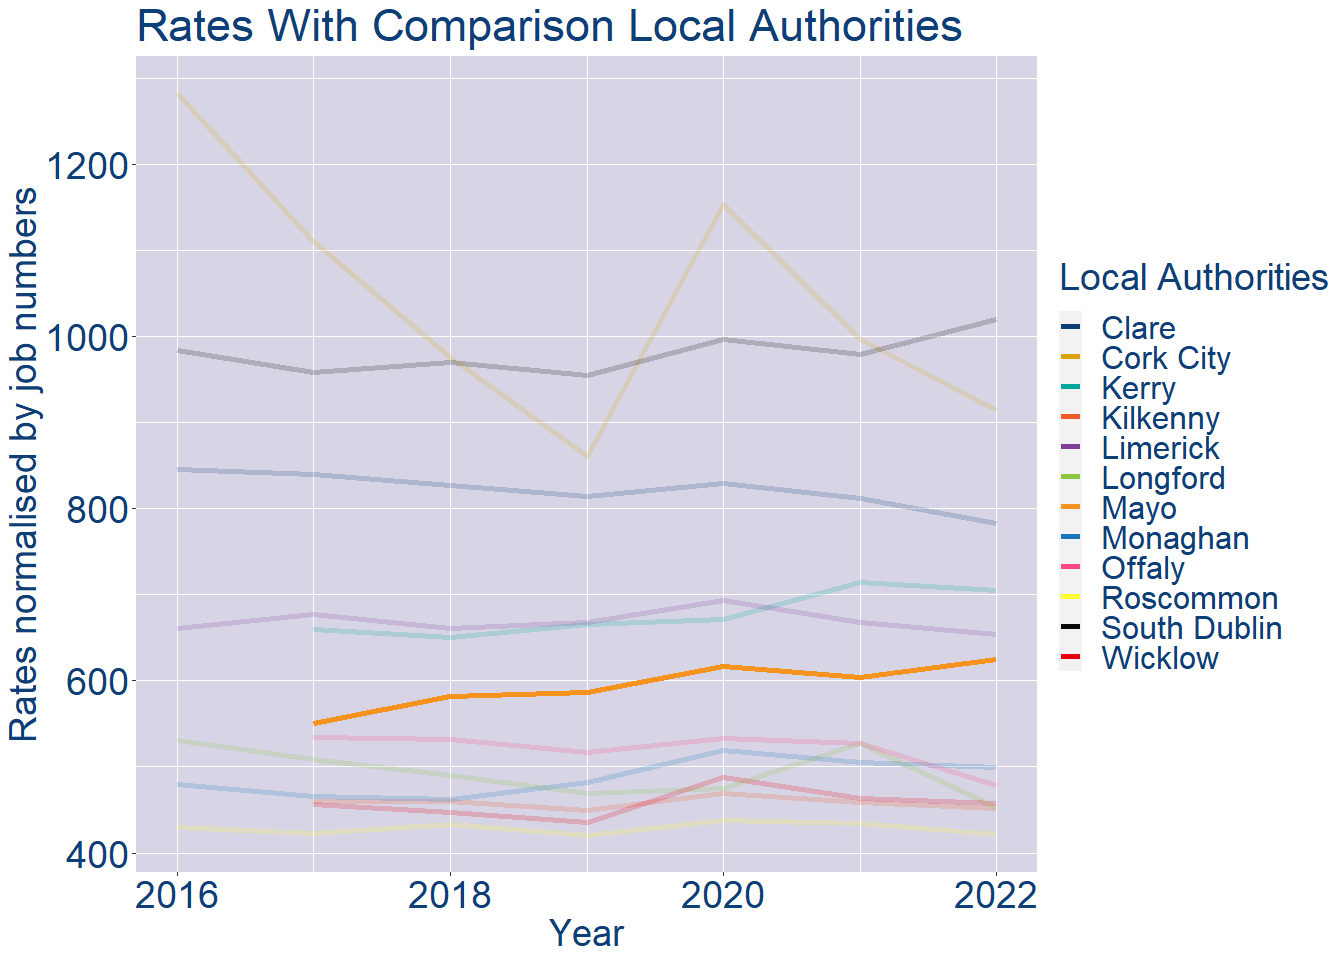 Rates With Comparison Local Authorities
Rates normalised by job numbers
1200
1000
800
600
400
2016
2018
2020
2022
Year
Local Authorities
Clare
Cork City
Kerry
Kilkenny
Limerick
Longford
Mayo
Monaghan
Offaly
Roscommon
South Dublin
Wicklow